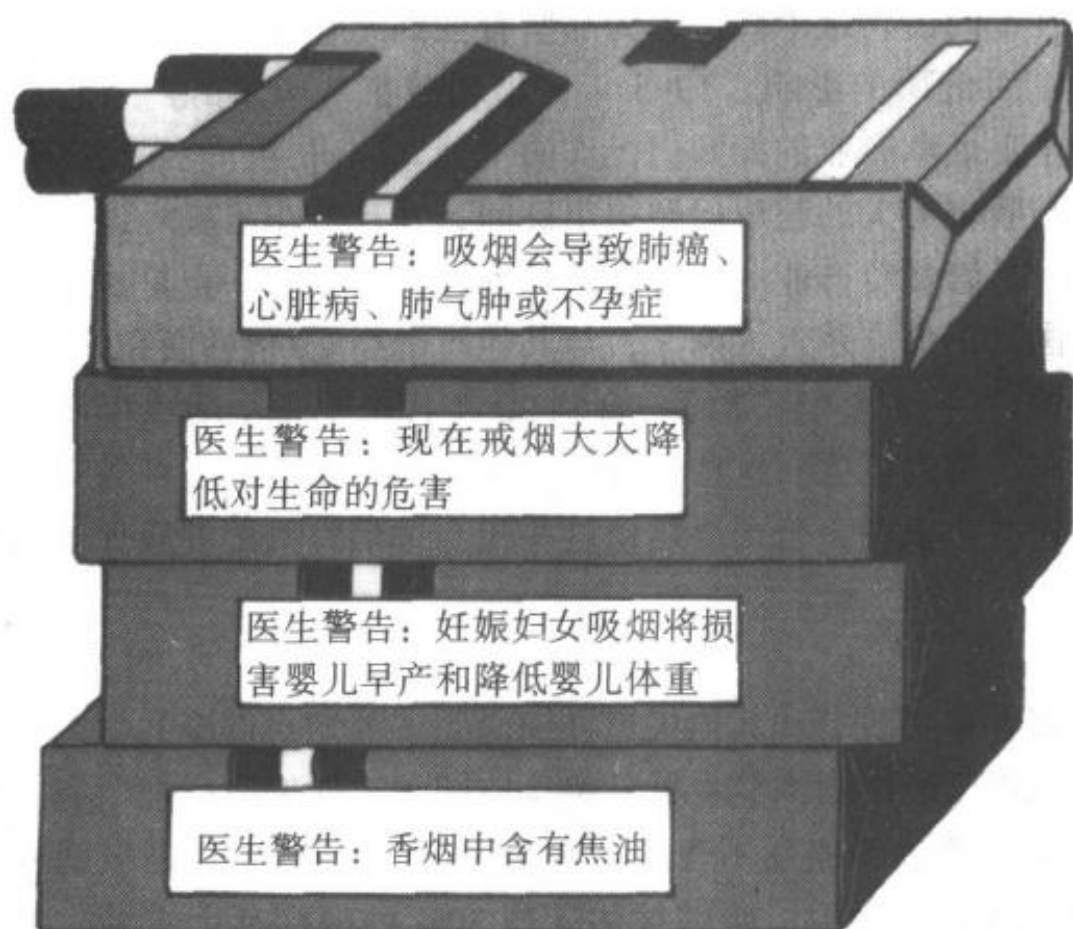 医生警告：吸烟会导致肺癌、
心脏病、肺气肿或不孕症
医生警告：现在戒烟大大降
低对生命的危害
医生警告：妊娠妇女吸烟将损
害婴儿早产和降低婴儿体重
医生警告：香烟中含有焦油